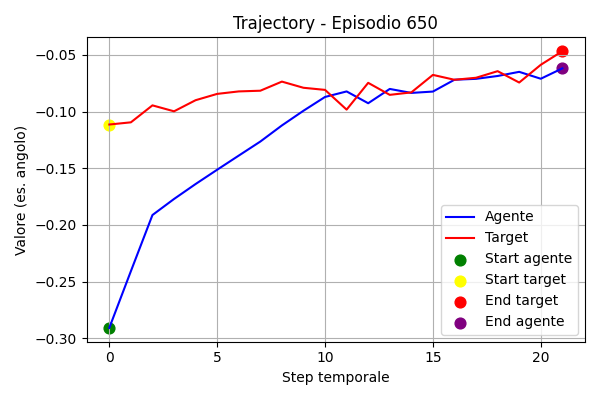 Trajectory - Episodio 650
Valore (es. angolo)
−0.05
−0.10
−0.15
−0.20
−0.25
−0.30
0
5
10
15
20
Step temporale
Agente
Target
Start agente
Start target
End target
End agente